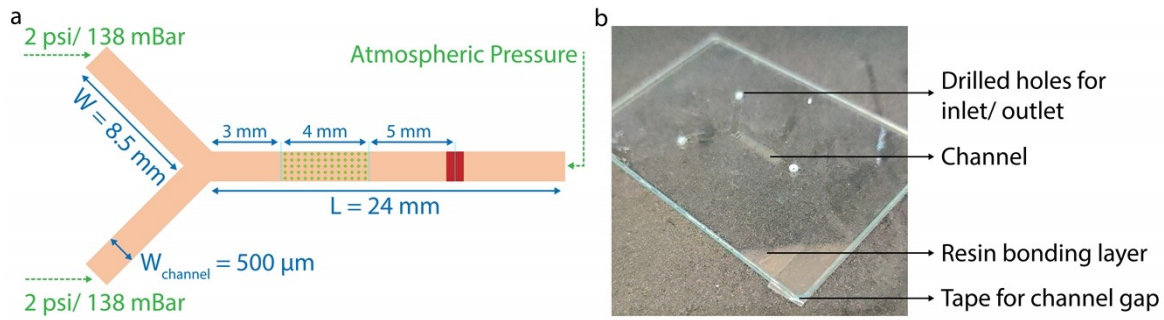 a
2 psi/ 138 mBar
Atmospheric Pressure
W = 8.5 mm
3 mm
4 mm
5 mm
L = 24 mm
Wchannel = 500 µm
2 psi/ 138 mBar
b
Drilled holes for
inlet/ outlet
Channel
Resin bonding layer
Tape for channel gap